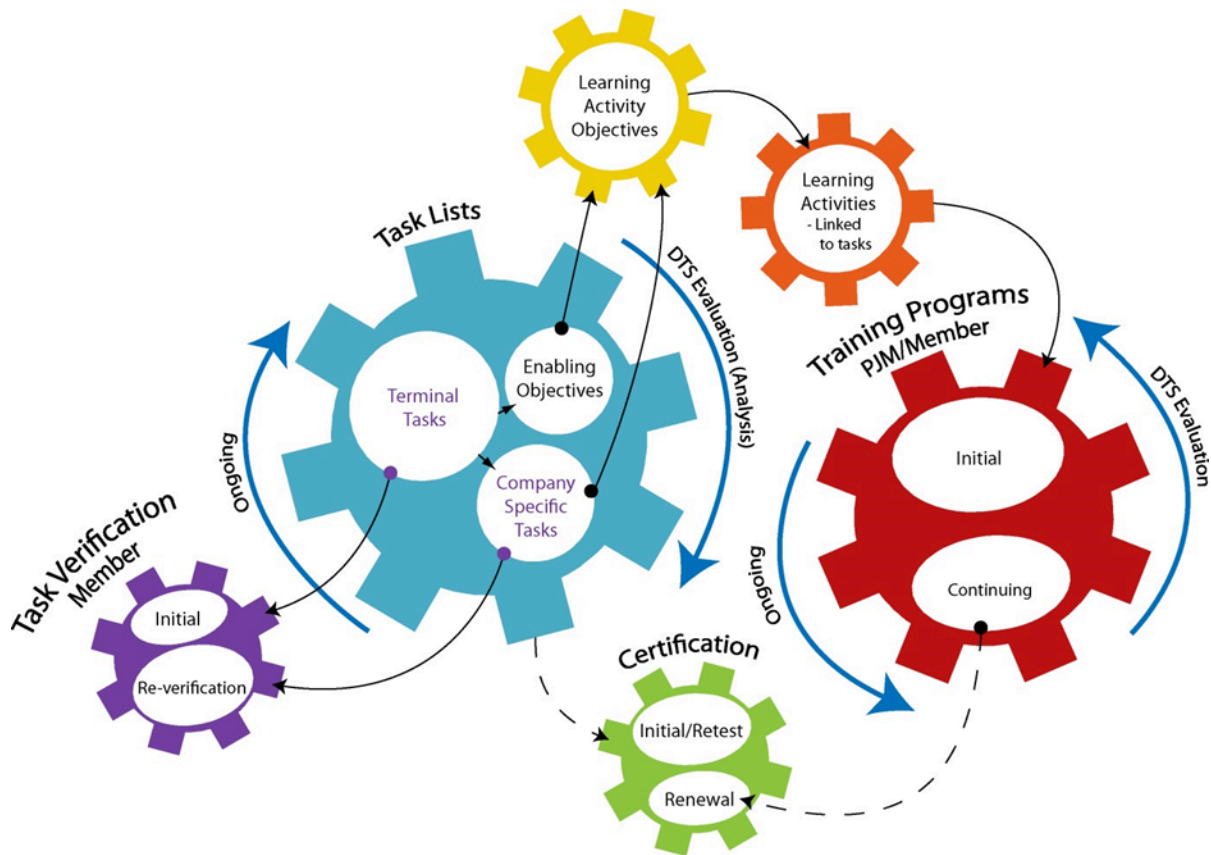 Learning
Activity
Objectives
Learning
Activities
- Linked
to tasks
Task Lists
DTS Evaluation (Analysis)
Enabling
Objectives
Terminal
Tasks
Company
Specific
Tasks
Ongoing
Training Programs
PJM/Member
DTS Evaluation
Initial
Continuing
Ongoing
Task Verification
Member
Initial
Re-verification
Certification
Initial/Retest
Renewal